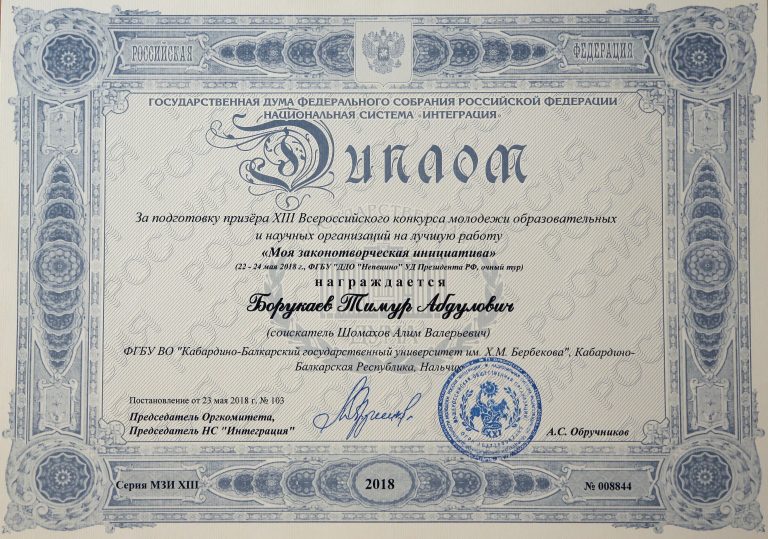 РОССИЙСКАЯ ФЕДЕРАЦИЯ
ГОСУДАРСТВЕННАЯ ДУМА ФЕДЕРАЛЬНОГО СОБРАНИЯ РОССИЙСКОЙ ФЕДЕРАЦИИ
НАЦИОНАЛЬНАЯ СИСТЕМА «ИНТЕГРАЦИЯ»
Диплом
За подготовку призёра XIII Всероссийского конкурса молодежи образовательных
и научных организаций на лучшую работу
«Моя законотворческая инициатива»
(22 - 24 мая 2018 г., ФГБУ "ДДО "Непецино" УД Президента РФ, очный тур)
награждается
Борукаев Тимур Абдулович
(соискатель Шомахов Алим Валерьевич)
ФГБУ ВО "Кабардино-Балкарский государственный университет им. Х.М. Бербекова", Кабардино-
Балкарская Республика, Нальчик
Постановление от 23 мая 2018 г. № 103
Председатель Оргкомитета,
Председатель НС "Интеграция"
А.С. Обручников
Серия МЗИ XIII
2018
№ 008844